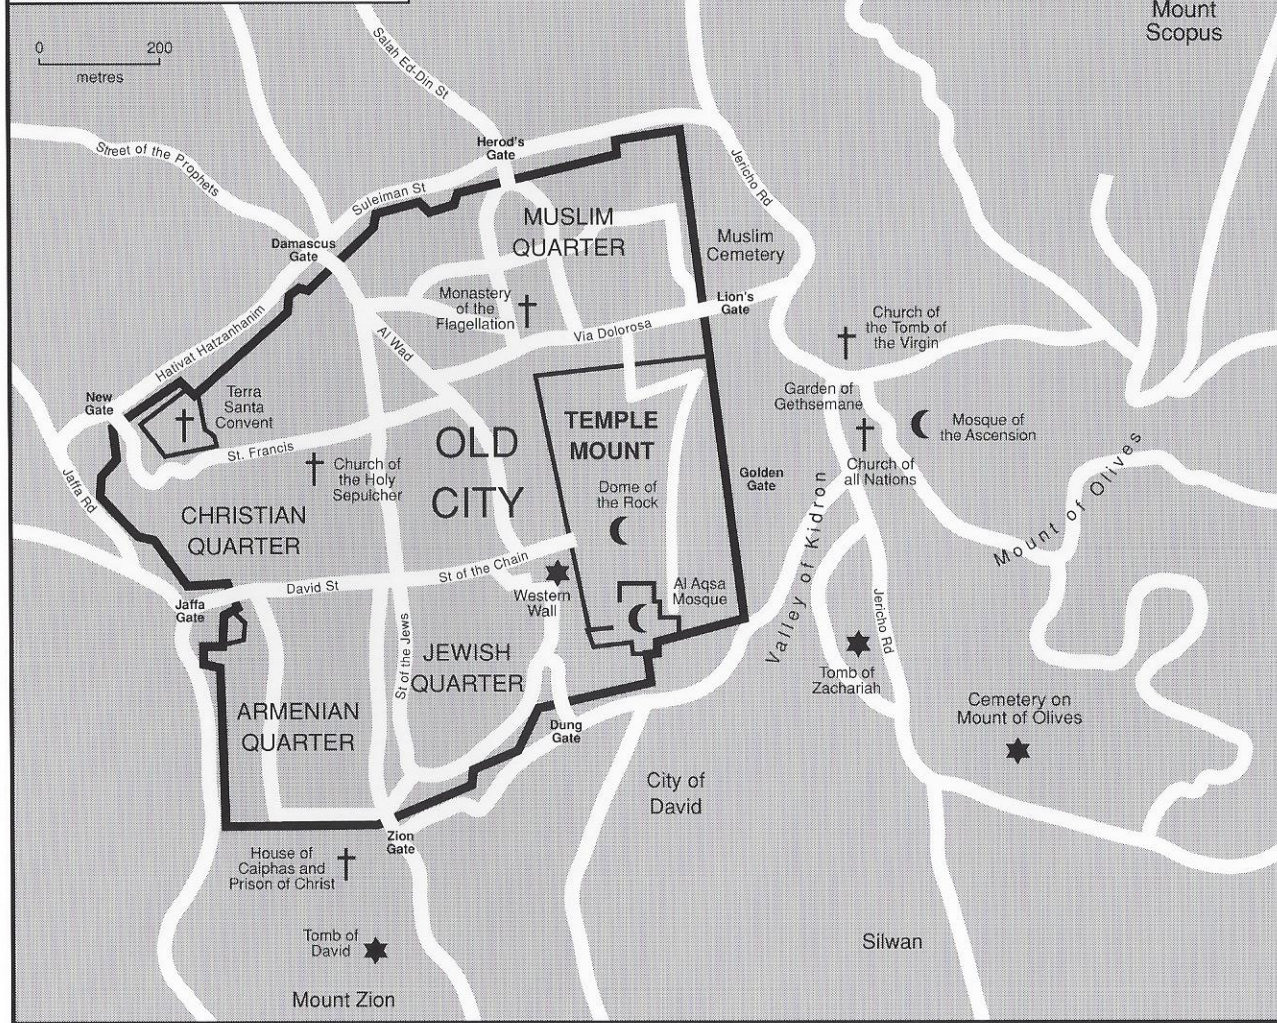 Mount
Scopus
0 200
metres
Salah Ed-Din St
Street of the Prophets
Herod's
Gate
Suleiman St
Jericho Rd
Damascus
Gate
MUSLIM
QUARTER
Muslim
Cemetery
Monastery
of the
Flagellation
Lion's
Gate
Via Dolorosa
Al Wad
Hativat Hatzanhanim
Church of
the Tomb of
the Virgin
New
Gate
Terra
Santa
Convent
Garden of
Gethsemane
Mosque of
the Ascension
TEMPLE
MOUNT
OLD
CITY
St. Francis
Church of
the Holy
Sepulcher
Jaffa Rd
Dome of
the Rock
Golden
Gate
Church of
all Nations
Mount of Olives
CHRISTIAN
QUARTER
Valley of Kidron
David St
St of the Chain
Western
Wall
Al Aqsa
Mosque
Jaffa
Gate
St of the Jews
JEWISH
QUARTER
Jericho Rd
Tomb of
Zachariah
ARMENIAN
QUARTER
Cemetery on
Mount of Olives
Dung
Gate
City of
David
Zion
Gate
House of
Caiphas and
Prison of Christ
Tomb of
David
Silwan
Mount Zion